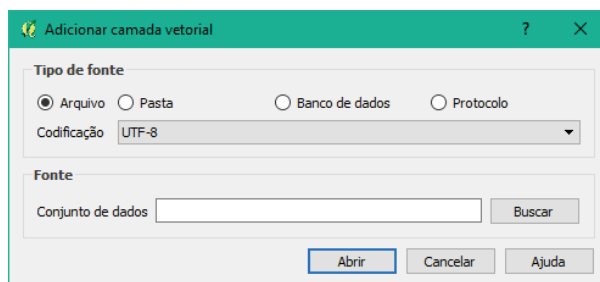 Adicionar camada vetorial ? ×
Tipo de fonte
Arquivo Pasta Banco de dados Protocolo
Codificação UTF-8
Fonte
Conjunto de dados Buscar
Abrir Cancelar Ajuda